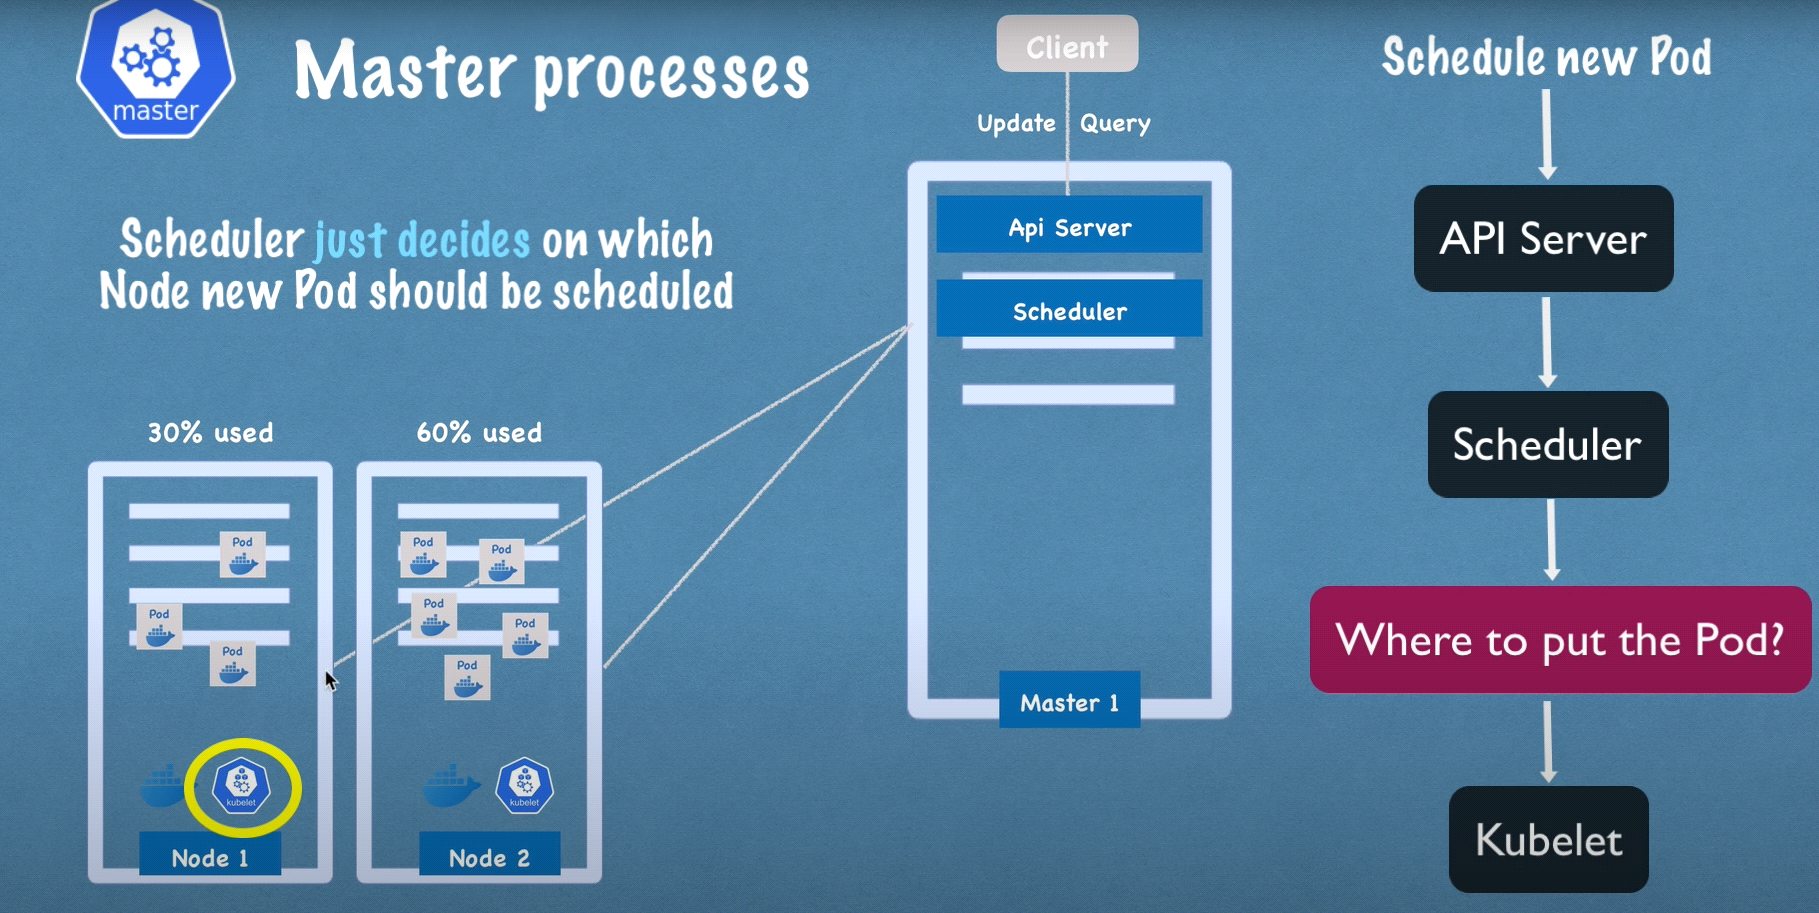 master
Master processes
Scheduler just decides on which
Node new Pod should be scheduled
30% used
60% used
Pod
Pod
Pod
kubelet
Node 1
Pod
Pod
Pod
Pod
Pod
kubelet
Node 2
Client
Update Query
Api Server
Scheduler
Master 1
Schedule new Pod
API Server
Scheduler
Where to put the Pod?
Kubelet